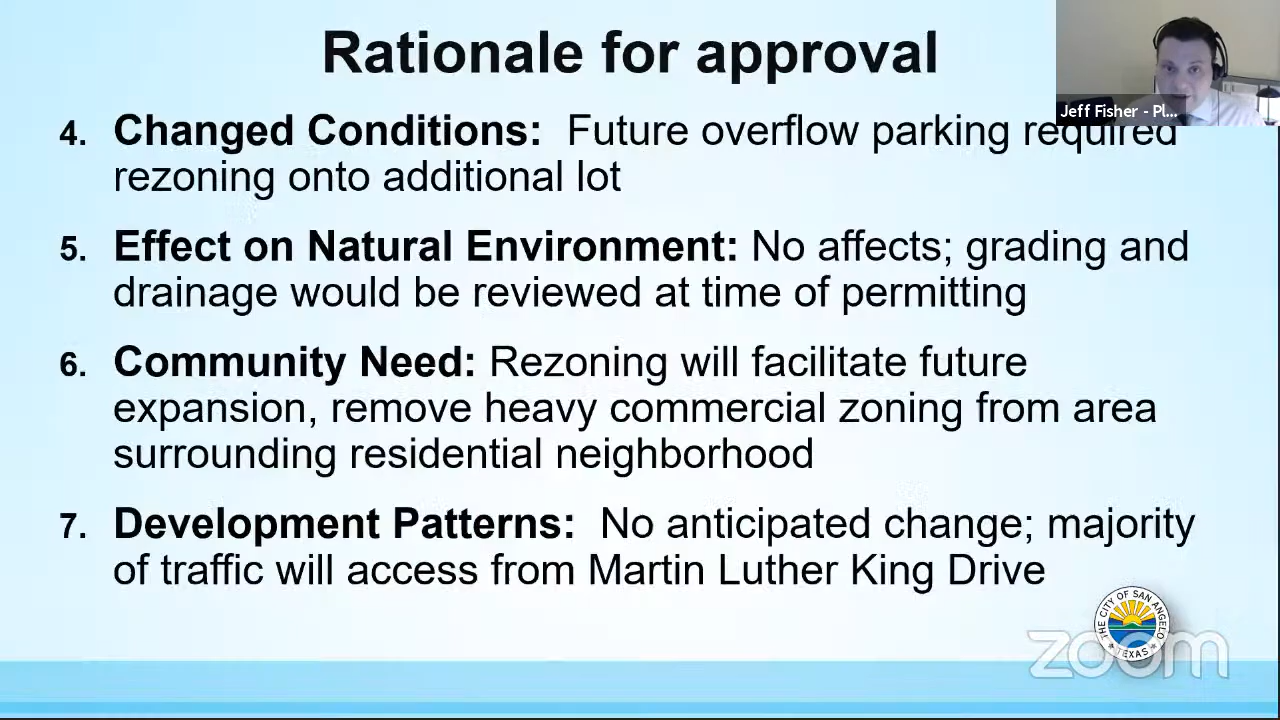 Rationale for approval
Jeff Fisher - Pl...
4. Changed Conditions: Future overflow parking required
rezoning onto additional lot
5. Effect on Natural Environment: No affects; grading and
drainage would be reviewed at time of permitting
6. Community Need: Rezoning will facilitate future
expansion, remove heavy commercial zoning from area
surrounding residential neighborhood
7. Development Patterns: No anticipated change; majority
of traffic will access from Martin Luther King Drive
THE CITY OF SAN ANGELO
TEXAS
zoom